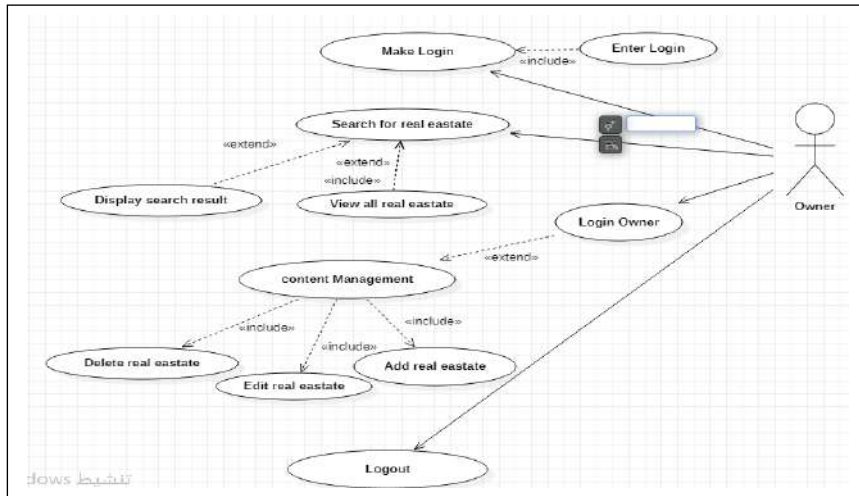 Make Login
Enter Login
«include»
Search for real eastate
«extend»
«extend»
«include»
Display search result
View all real eastate
Owner
Login Owner
«extend»
content Management
«include»
«include»
«include»
Delete real eastate
Add real eastate
Edit real eastate
Logout
تنشيط dows